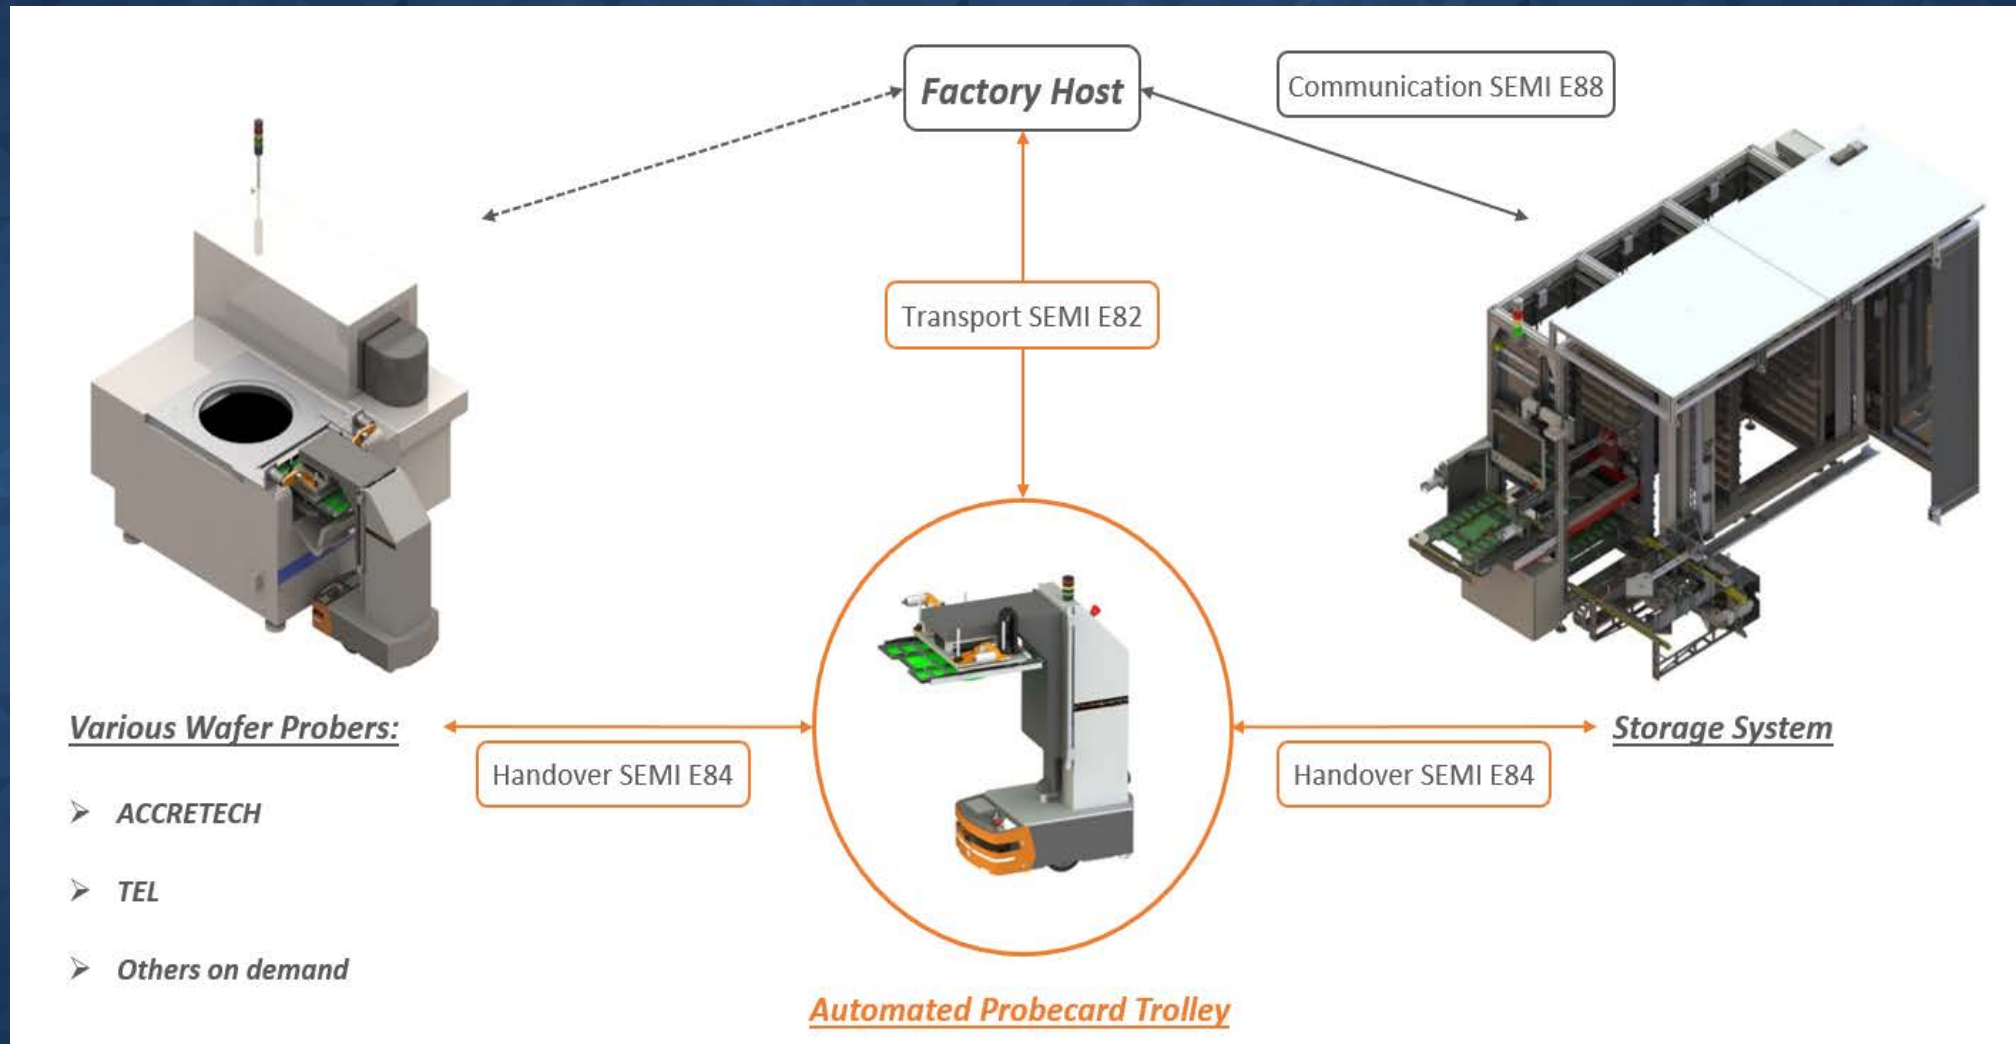 Factory Host
Communication SEMI E88
Transport SEMI E82
Various Wafer Probers:
Handover SEMI E84
Handover SEMI E84
Storage System
➢ ACCRETECH
➢ TEL
➢ Others on demand
Automated Probecard Trolley